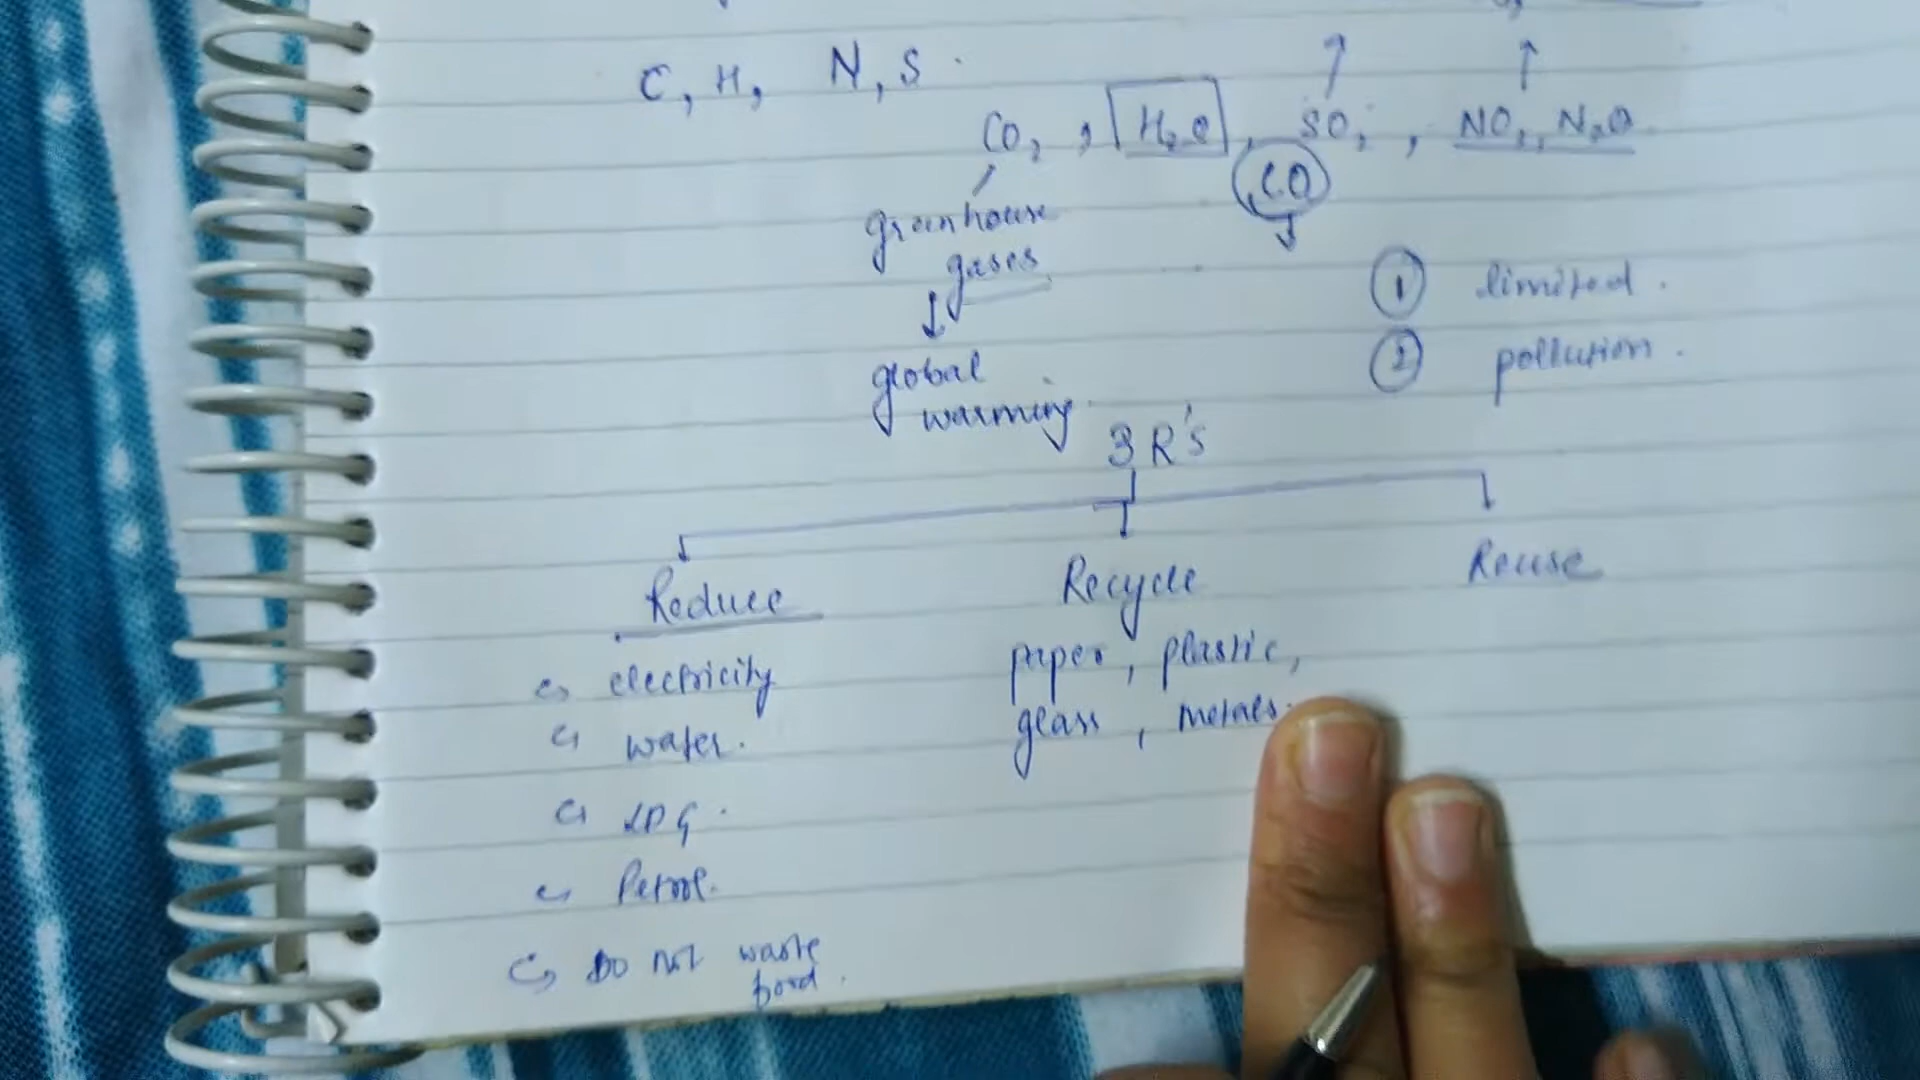 C, H, N, S.
CO2, H2O, SO2, NO2, N2O
CO
greenhouse
gases
① limited.
② pollution.
global
warming
3 R's
Reduce Recycle Reuse
electricity paper, plastic,
water. glass, metals.
LPG.
Petrol.
Do not waste
food.